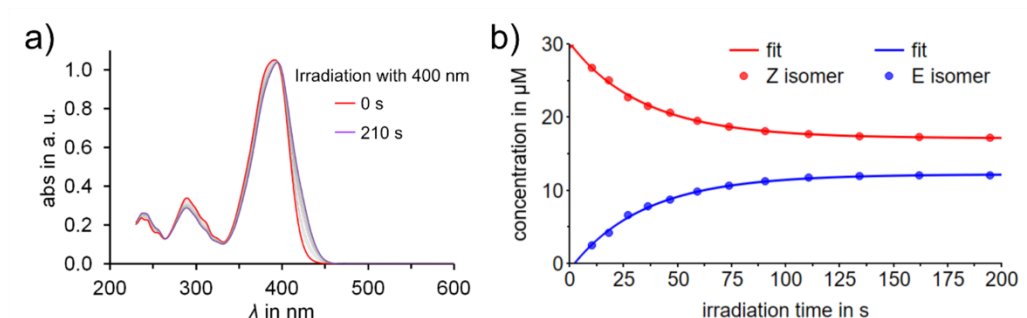 a)
abs in a. u.
1.0
0.8
0.6
0.4
0.2
0.0
Irradiation with 400 nm
0 s
210 s
200 300 400 500 600
λ in nm
b)
concentration in µM
30
20
10
0
fit fit
Z isomer E isomer
0 25 50 75 100 125 150 175 200
irradiation time in s